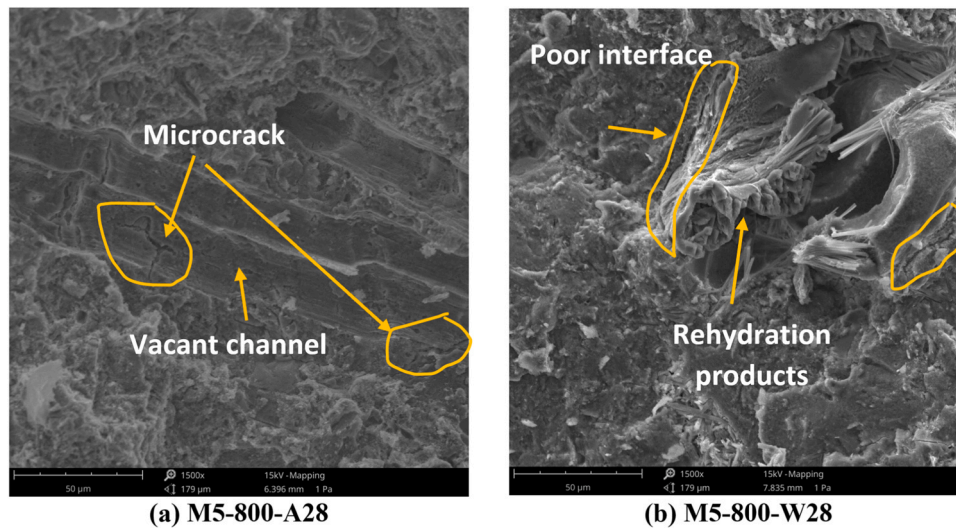 Microcrack
Vacant channel
50 µm
1500x
179 µm
15kV - Mapping
6.396 mm 1 Pa
(a) M5-800-A28
Poor interface
Rehydration
products
50 µm
1500x
179 µm
15kV - Mapping
7.835 mm 1 Pa
(b) M5-800-W28